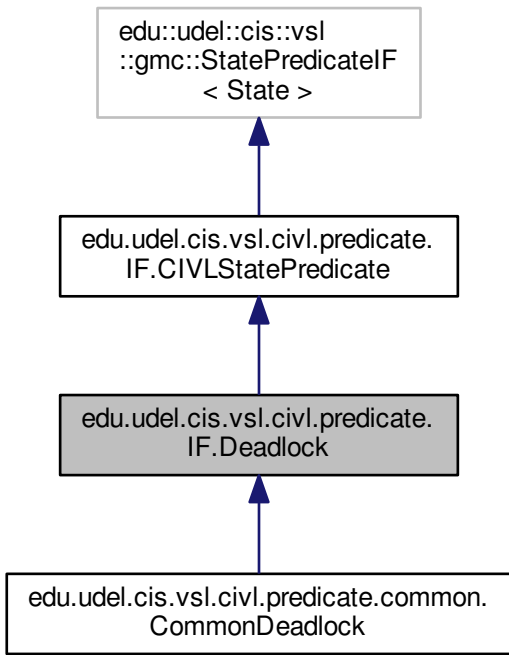 edu::udel::cis::vsl
::gmc::StatePredicateIF
< State >
edu.udel.cis.vsl.civl.predicate.
IF.CIVLStatePredicate
edu.udel.cis.vsl.civl.predicate.
IF.Deadlock
edu.udel.cis.vsl.civl.predicate.common.
CommonDeadlock